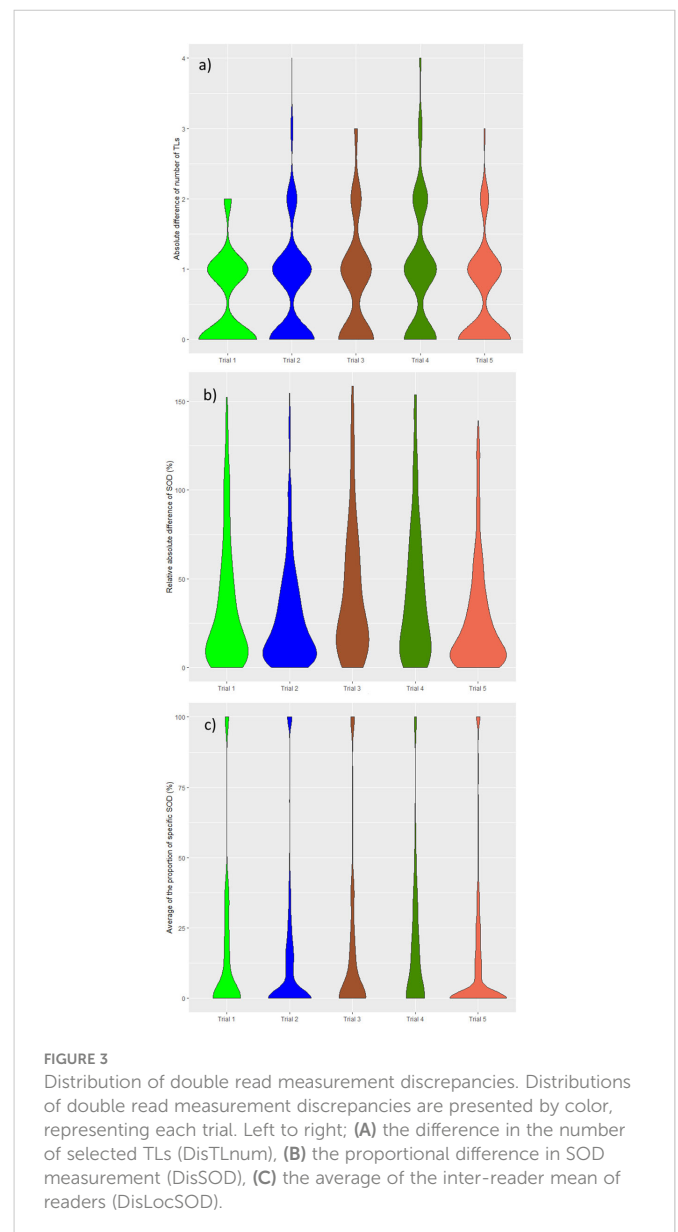 a)
Absolute difference of number of TLs
4
3
2
1
0
Trial 1 Trial 2 Trial 3 Trial 4 Trial 5
b)
Relative absolute difference of SOD (%)
150
100
50
0
Trial 1 Trial 2 Trial 3 Trial 4 Trial 5
c)
Average of the proportion of specific SOD (%)
100
75
50
25
0
Trial 1 Trial 2 Trial 3 Trial 4 Trial 5
FIGURE 3
Distribution of double read measurement discrepancies. Distributions
of double read measurement discrepancies are presented by color,
representing each trial. Left to right; (A) the difference in the number
of selected TLs (DisTLnum), (B) the proportional difference in SOD
measurement (DisSOD), (C) the average of the inter-reader mean of
readers (DisLocSOD).